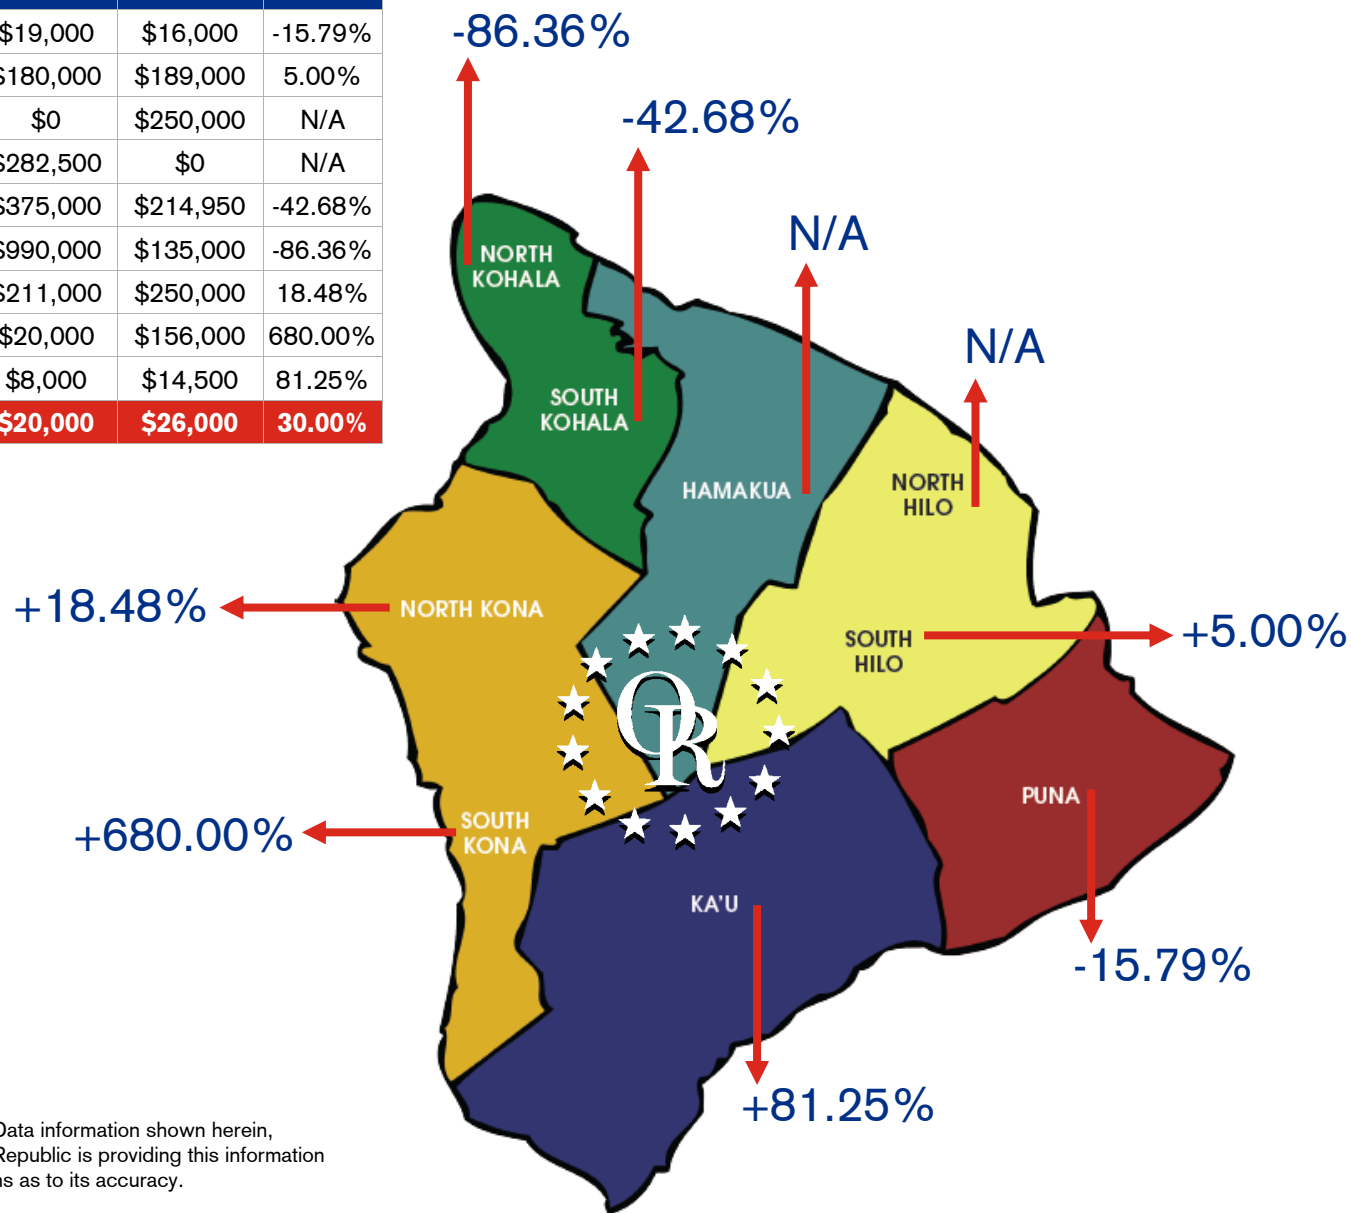 $19,000 $16,000 -15.79%
$180,000 $189,000 5.00%
$0 $250,000 N/A
$282,500 $0 N/A
$375,000 $214,950 -42.68%
$990,000 $135,000 -86.36%
$211,000 $250,000 18.48%
$20,000 $156,000 680.00%
$8,000 $14,500 81.25%
$20,000 $26,000 30.00%
-86.36%
-42.68%
N/A
N/A
NORTH
KOHALA
SOUTH
KOHALA
HAMAKUA
NORTH
HILO
+18.48%
NORTH KONA
SOUTH
HILO
+5.00%
OR
PUNA
+680.00%
SOUTH
KONA
KA'U
-15.79%
+81.25%
Data information shown herein,
Republic is providing this information
as to its accuracy.